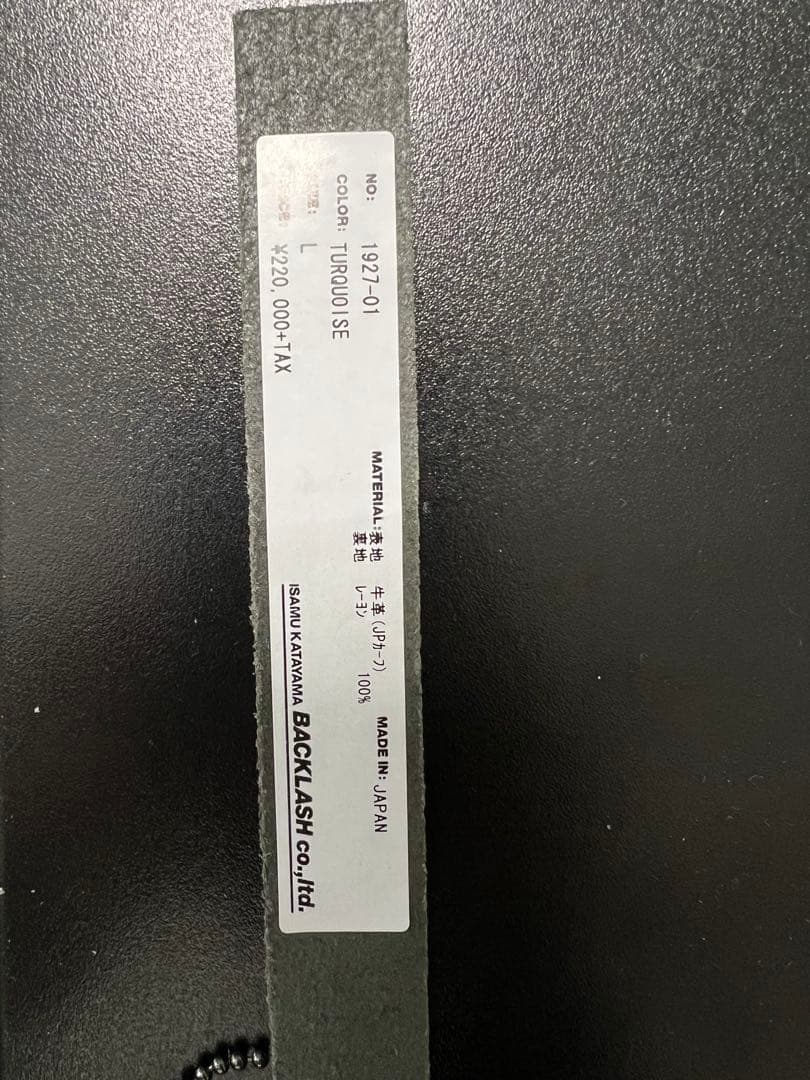 NO: 1927-01
COLOR: TURQUOISE
L
¥220,000+TAX
MATERIAL:表地 牛革(JPカーフ)
裏地 レーヨン 100%
MADE IN: JAPAN
ISAMU KATAYAMA BACKLASH co.,ltd.